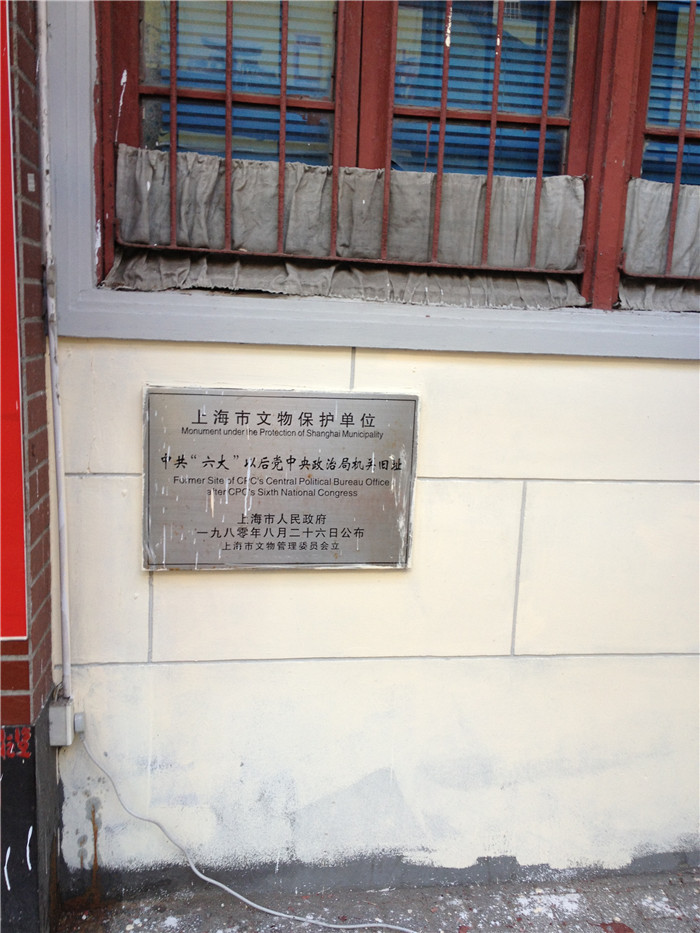 上海市文物保护单位
Monument under the Protection of Shanghai Municipality
中共“六大”以后党中央政治局机关旧址
Former Site of CPC's Central Political Bureau Office
after CPC's Sixth National Congress
上海市人民政府
一九八零年八月二十六日公布
上海市文物管理委员会立